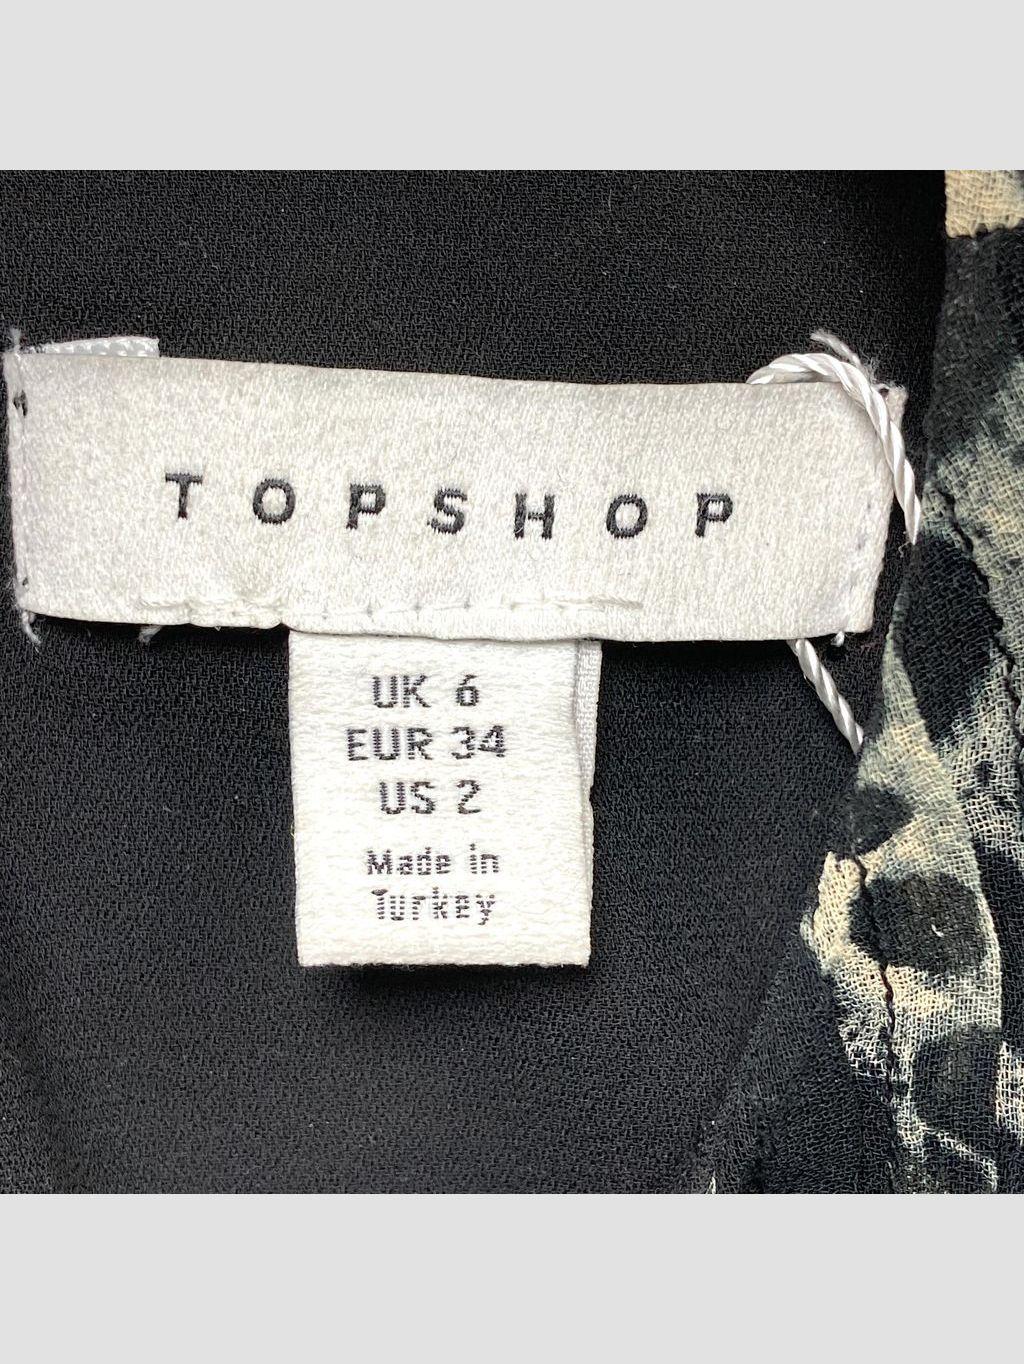 TOPSHOP
UK 6
EUR 34
US 2
Made in
Turkey